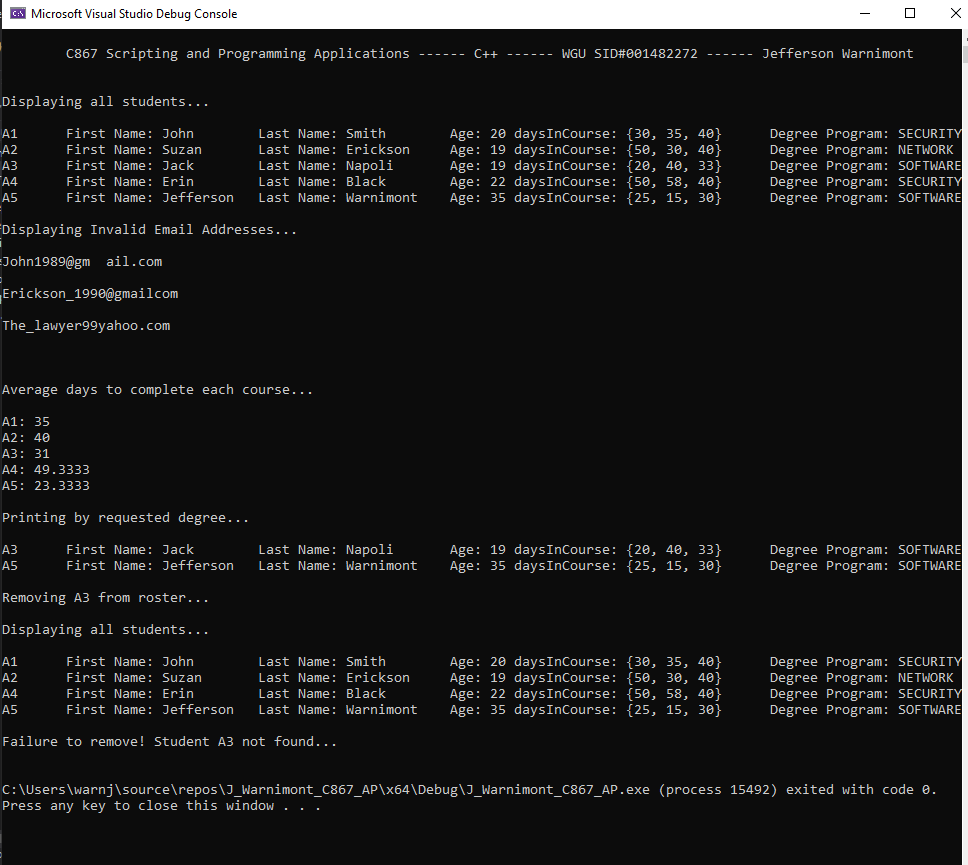 Microsoft Visual Studio Debug Console
C867 Scripting and Programming Applications ------ C++ ------ WGU SID#001482272 ------ Jefferson Warnimont
Displaying all students...
A1 First Name: John Last Name: Smith Age: 20 daysInCourse: {30, 35, 40} Degree Program: SECURITY
A2 First Name: Suzan Last Name: Erickson Age: 19 daysInCourse: {50, 30, 40} Degree Program: NETWORK
A3 First Name: Jack Last Name: Napoli Age: 19 daysInCourse: {20, 40, 33} Degree Program: SOFTWARE
A4 First Name: Erin Last Name: Black Age: 22 daysInCourse: {50, 58, 40} Degree Program: SECURITY
A5 First Name: Jefferson Last Name: Warnimont Age: 35 daysInCourse: {25, 15, 30} Degree Program: SOFTWARE
Displaying Invalid Email Addresses...
John1989@gm  ail.com
Erickson_1990@gmailcom
The_lawyer99yahoo.com
Average days to complete each course...
A1: 35
A2: 40
A3: 31
A4: 49.3333
A5: 23.3333
Printing by requested degree...
A3 First Name: Jack Last Name: Napoli Age: 19 daysInCourse: {20, 40, 33} Degree Program: SOFTWARE
A5 First Name: Jefferson Last Name: Warnimont Age: 35 daysInCourse: {25, 15, 30} Degree Program: SOFTWARE
Removing A3 from roster...
Displaying all students...
A1 First Name: John Last Name: Smith Age: 20 daysInCourse: {30, 35, 40} Degree Program: SECURITY
A2 First Name: Suzan Last Name: Erickson Age: 19 daysInCourse: {50, 30, 40} Degree Program: NETWORK
A4 First Name: Erin Last Name: Black Age: 22 daysInCourse: {50, 58, 40} Degree Program: SECURITY
A5 First Name: Jefferson Last Name: Warnimont Age: 35 daysInCourse: {25, 15, 30} Degree Program: SOFTWARE
Failure to remove! Student A3 not found...
C:\Users\warnj\source\repos\J_Warnimont_C867_AP\x64\Debug\J_Warnimont_C867_AP.exe (process 15492) exited with code 0.
Press any key to close this window . . .